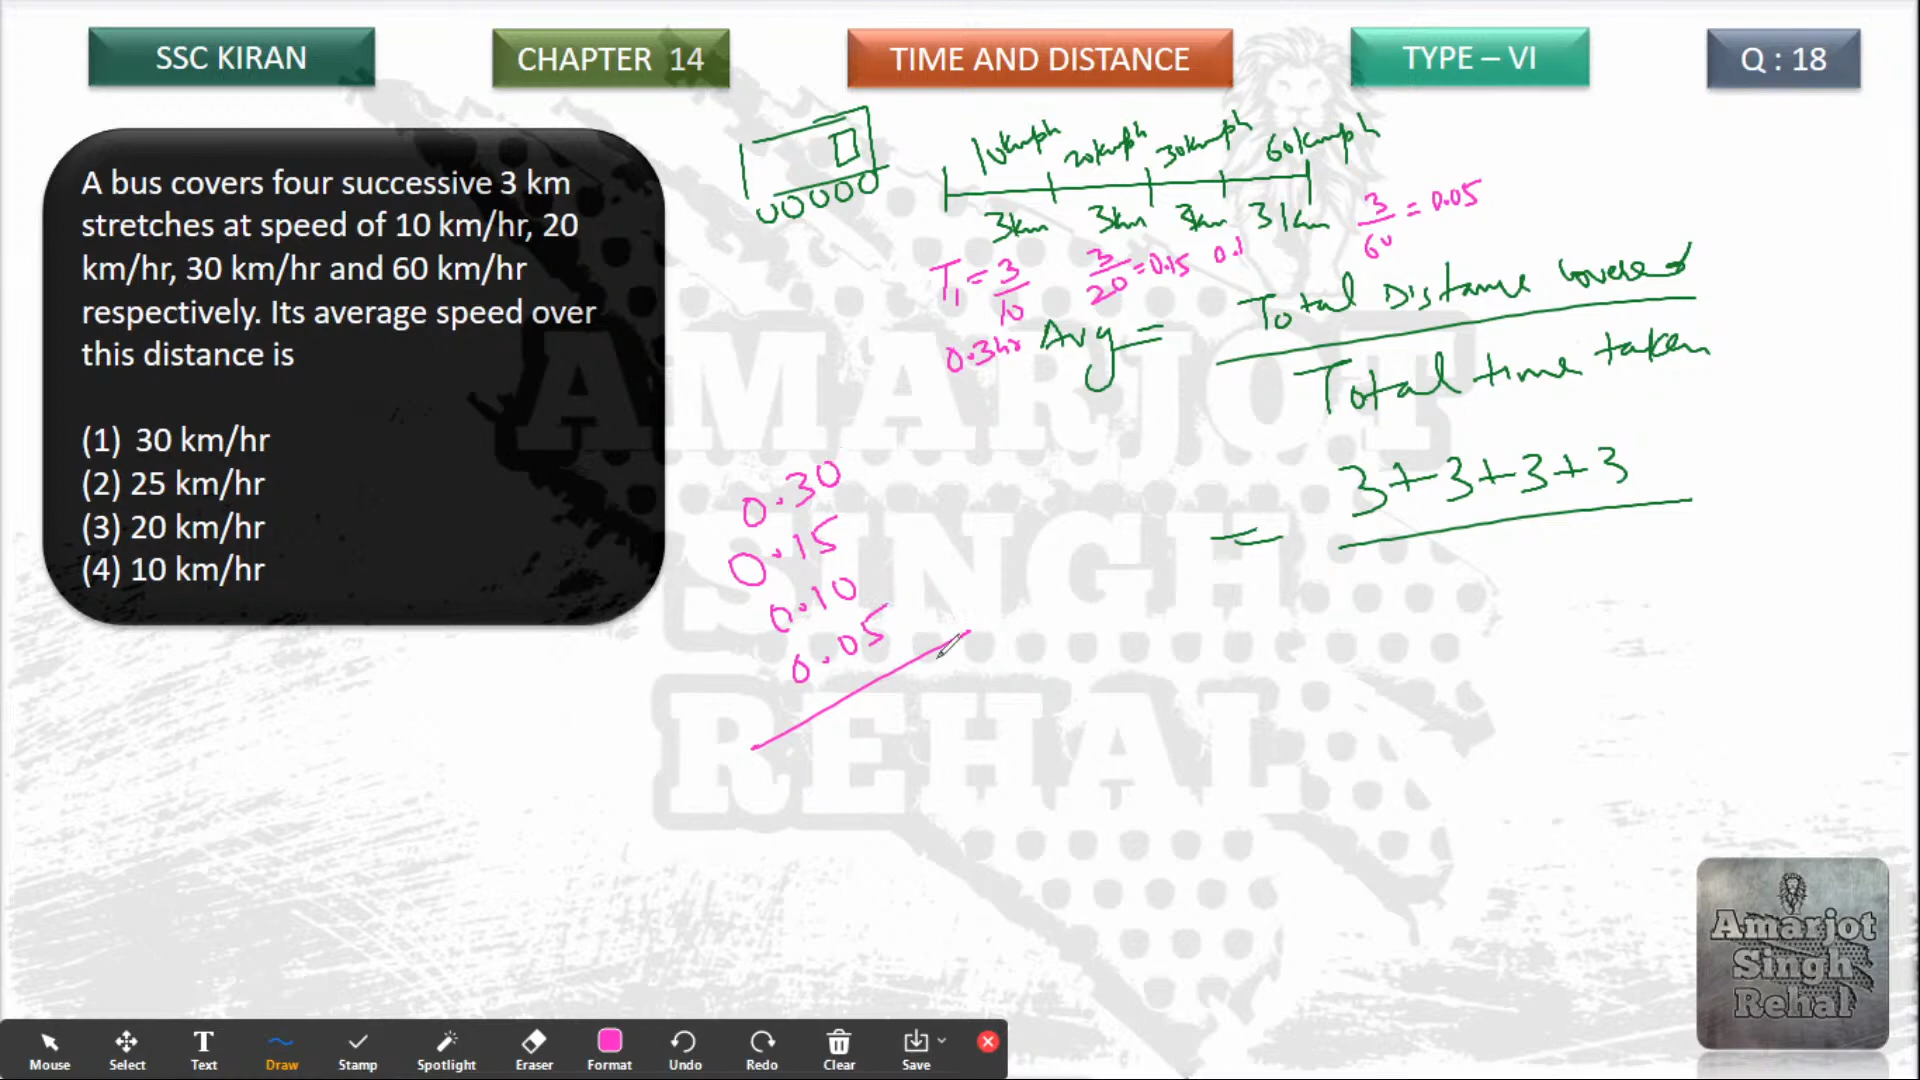 SSC KIRAN
CHAPTER 14
TIME AND DISTANCE
TYPE – VI
Q : 18
A bus covers four successive 3 km
stretches at speed of 10 km/hr, 20
km/hr, 30 km/hr and 60 km/hr
respectively. Its average speed over
this distance is
(1) 30 km/hr
(2) 25 km/hr
(3) 20 km/hr
(4) 10 km/hr
10kmph 20kmph 30kmph 60kmph
3km 3km 3km 3km
T₁ = 3/10 3/20 = 0.15 0.1 3/60 = 0.05
0.3hr
Avg = Total Distance covered
Total time taken
= 3+3+3+3
0.30
0.15
0.10
0.05
AMARJOT
SINGH
REHAL
Amarjot
Singh
Rehal
Mouse Select Text Draw Stamp Spotlight Eraser Format Undo Redo Clear Save